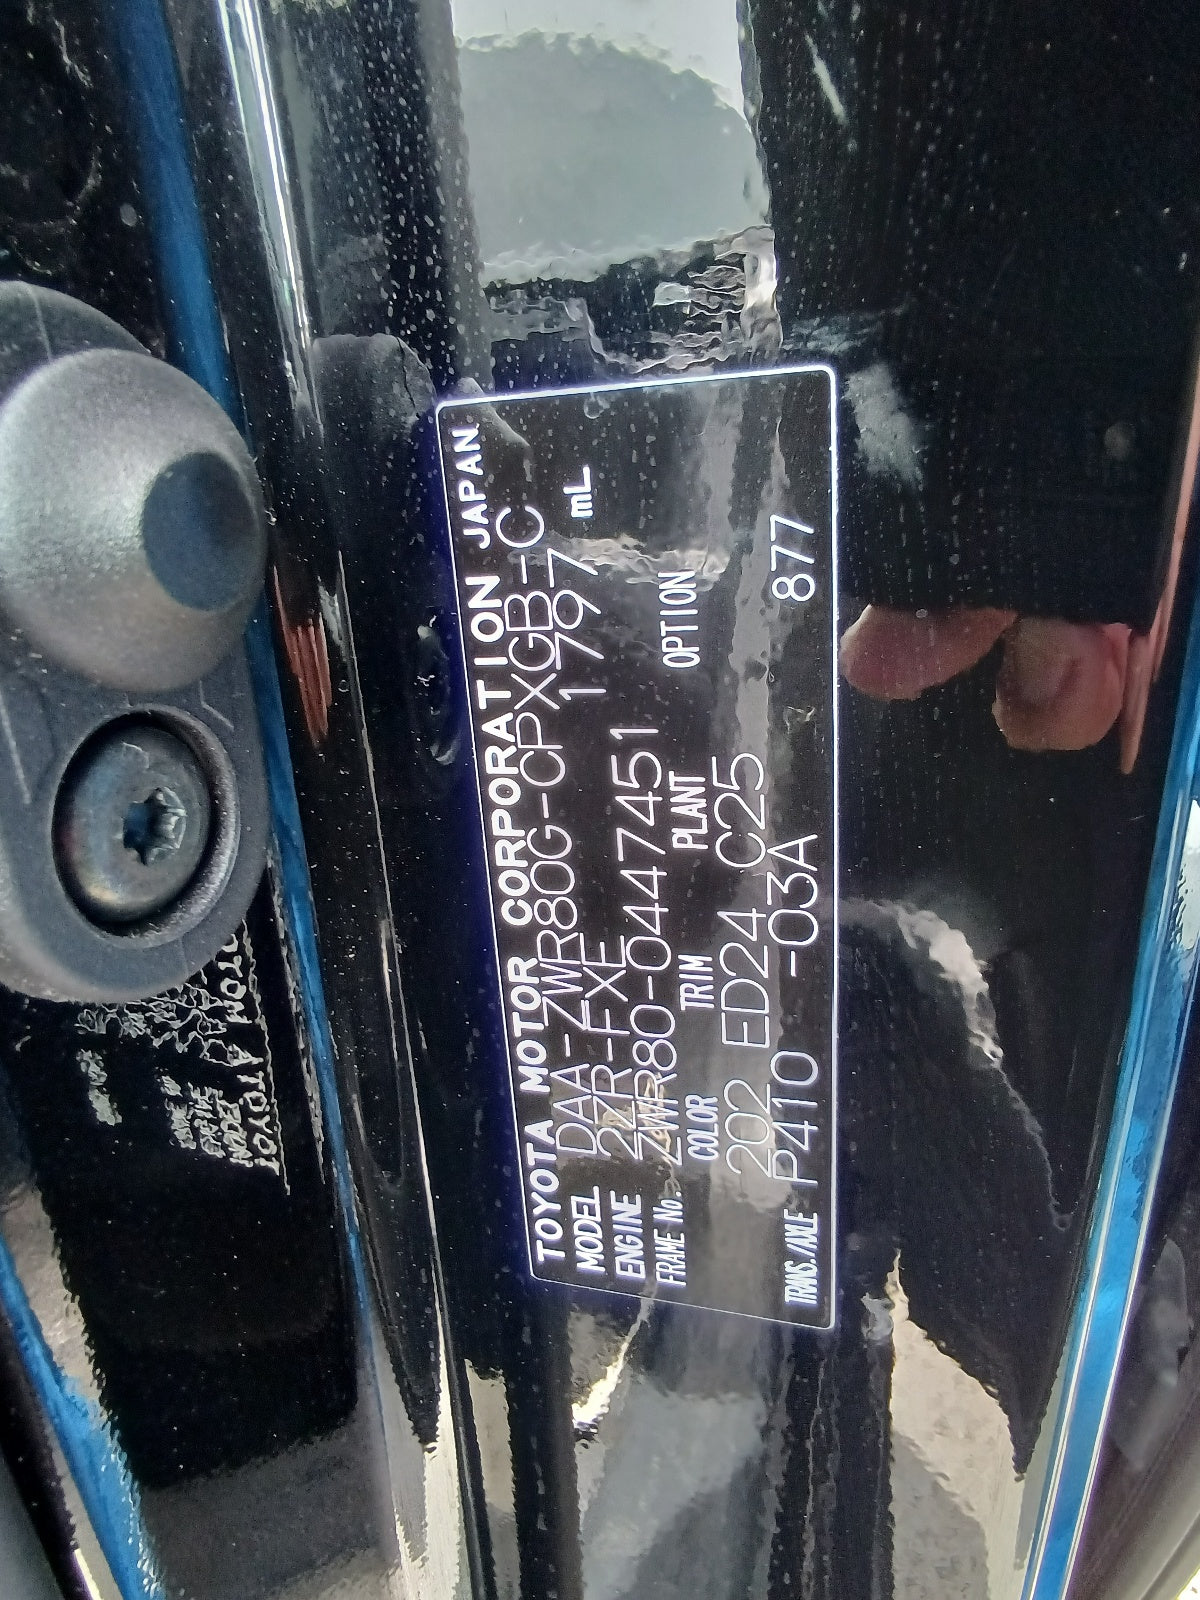 TOYOTA MOTOR CORPORATION JAPAN
MODEL DAA-ZWR80G-CPXGB-C
ENGINE 2ZR-FXE 1797 mL
FRAME No. ZWR80-0447451
COLOR TRIM PLANT OPTION
202 ED24 C25
TRANS./AXLE P410 -03A 877